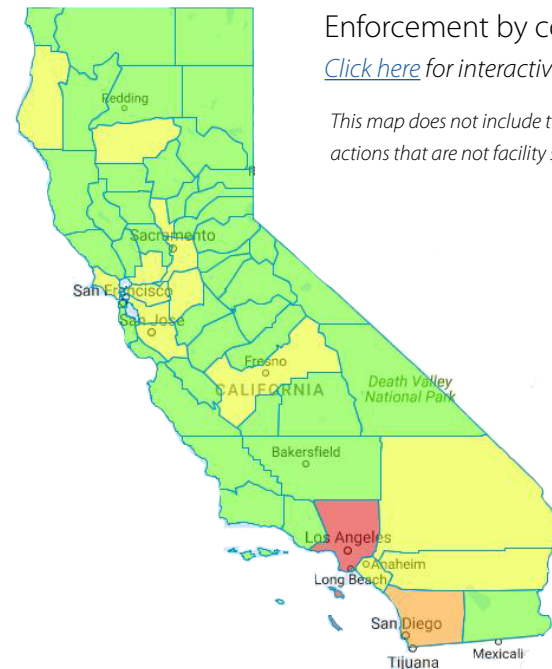 Enforcement by co
Click here for interactiv
This map does not include t
actions that are not facility s
Redding
Sacramento
San Francisco
San Jose
Fresno
CALIFORNIA
Death Valley
National Park
Bakersfield
Los Angeles
Anaheim
Long Beach
San Diego
Tijuana
Mexicali